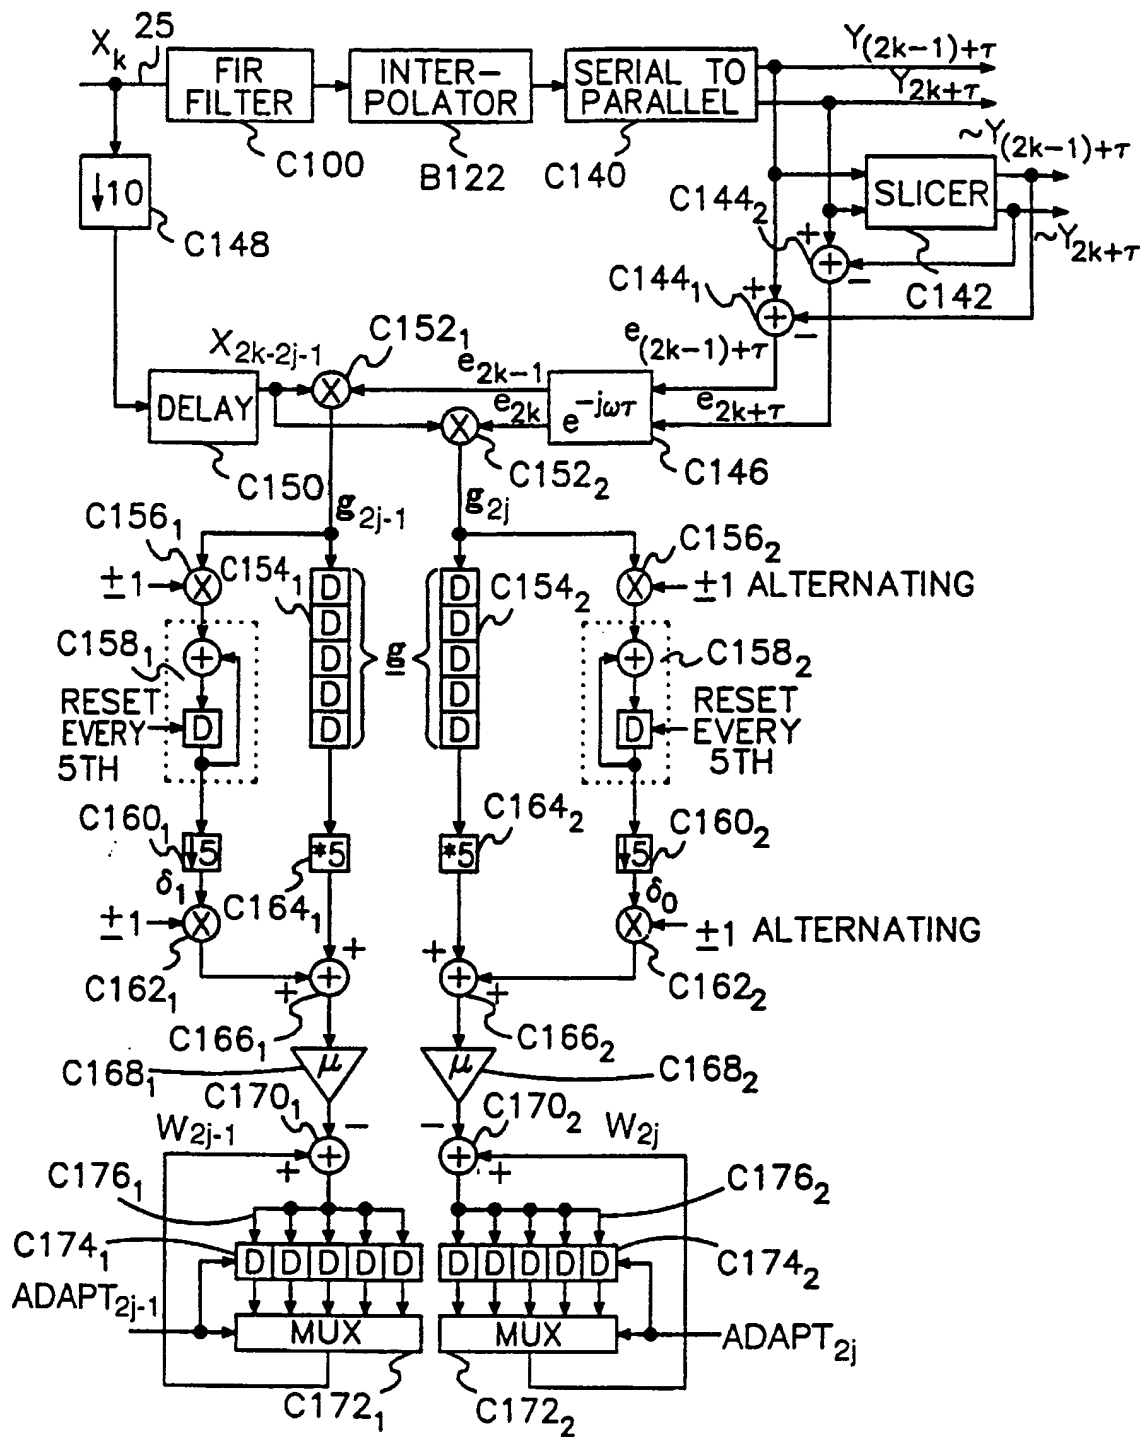 X_k
25
FIR FILTER
INTER-POLATOR
SERIAL TO PARALLEL
Y_(2k-1)+τ
Y_2k+τ
C100
B122
C140
↓10
C148
~Y_(2k-1)+τ
SLICER
~Y_2k+τ
C142
C144_2
+
−
C144_1
+
−
X_2k-2j-1
C152_1
e_2k-1
e_(2k-1)+τ
DELAY
e_2k
e^-jωτ
e_2k+τ
C150
C152_2
C146
g_2j-1
g_2j
C156_1
C154_1
C154_2
C156_2
±1
±1 ALTERNATING
D
D
D
D
D
g
D
D
D
D
D
C158_1
+
C158_2
+
RESET EVERY 5TH
D
RESET EVERY 5TH
D
C160_1
↓5
*5
C164_1
*5
C164_2
↓5
C160_2
δ_1
δ_0
±1
±1 ALTERNATING
C162_1
+
+
C166_1
+
+
C166_2
C162_2
C168_1
μ
μ
C168_2
C170_1
−
−
C170_2
W_2j-1
+
+
W_2j
C176_1
C176_2
C174_1
D D D D D
D D D D D
C174_2
ADAPT_2j-1
MUX
MUX
ADAPT_2j
C172_1
C172_2